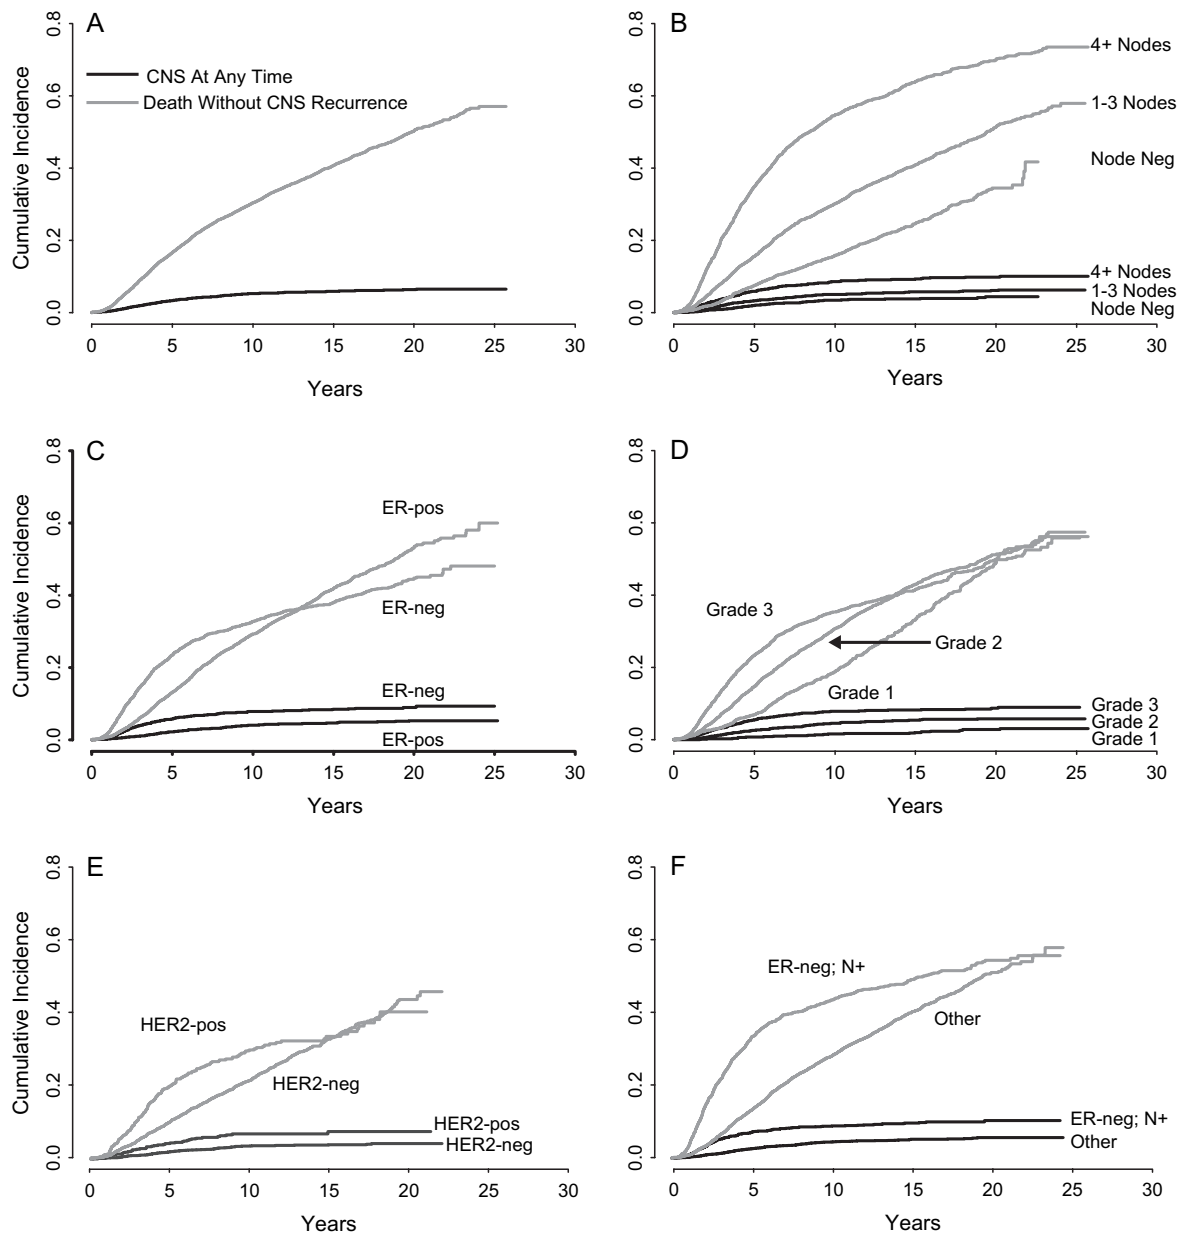 A
CNS At Any Time
Death Without CNS Recurrence
Cumulative Incidence
0.8
0.6
0.4
0.2
0.0
0 5 10 15 20 25 30
Years
B
4+ Nodes
1-3 Nodes
Node Neg
4+ Nodes
1-3 Nodes
Node Neg
0.8
0.6
0.4
0.2
0.0
0 5 10 15 20 25 30
Years
C
ER-pos
ER-neg
ER-neg
ER-pos
Cumulative Incidence
0.8
0.6
0.4
0.2
0.0
0 5 10 15 20 25 30
Years
D
Grade 3
Grade 2
Grade 1
Grade 3
Grade 2
Grade 1
0.8
0.6
0.4
0.2
0.0
0 5 10 15 20 25 30
Years
E
HER2-pos
HER2-neg
HER2-pos
HER2-neg
Cumulative Incidence
0.8
0.6
0.4
0.2
0.0
0 5 10 15 20 25 30
Years
F
ER-neg; N+
Other
ER-neg; N+
Other
0.8
0.6
0.4
0.2
0.0
0 5 10 15 20 25 30
Years